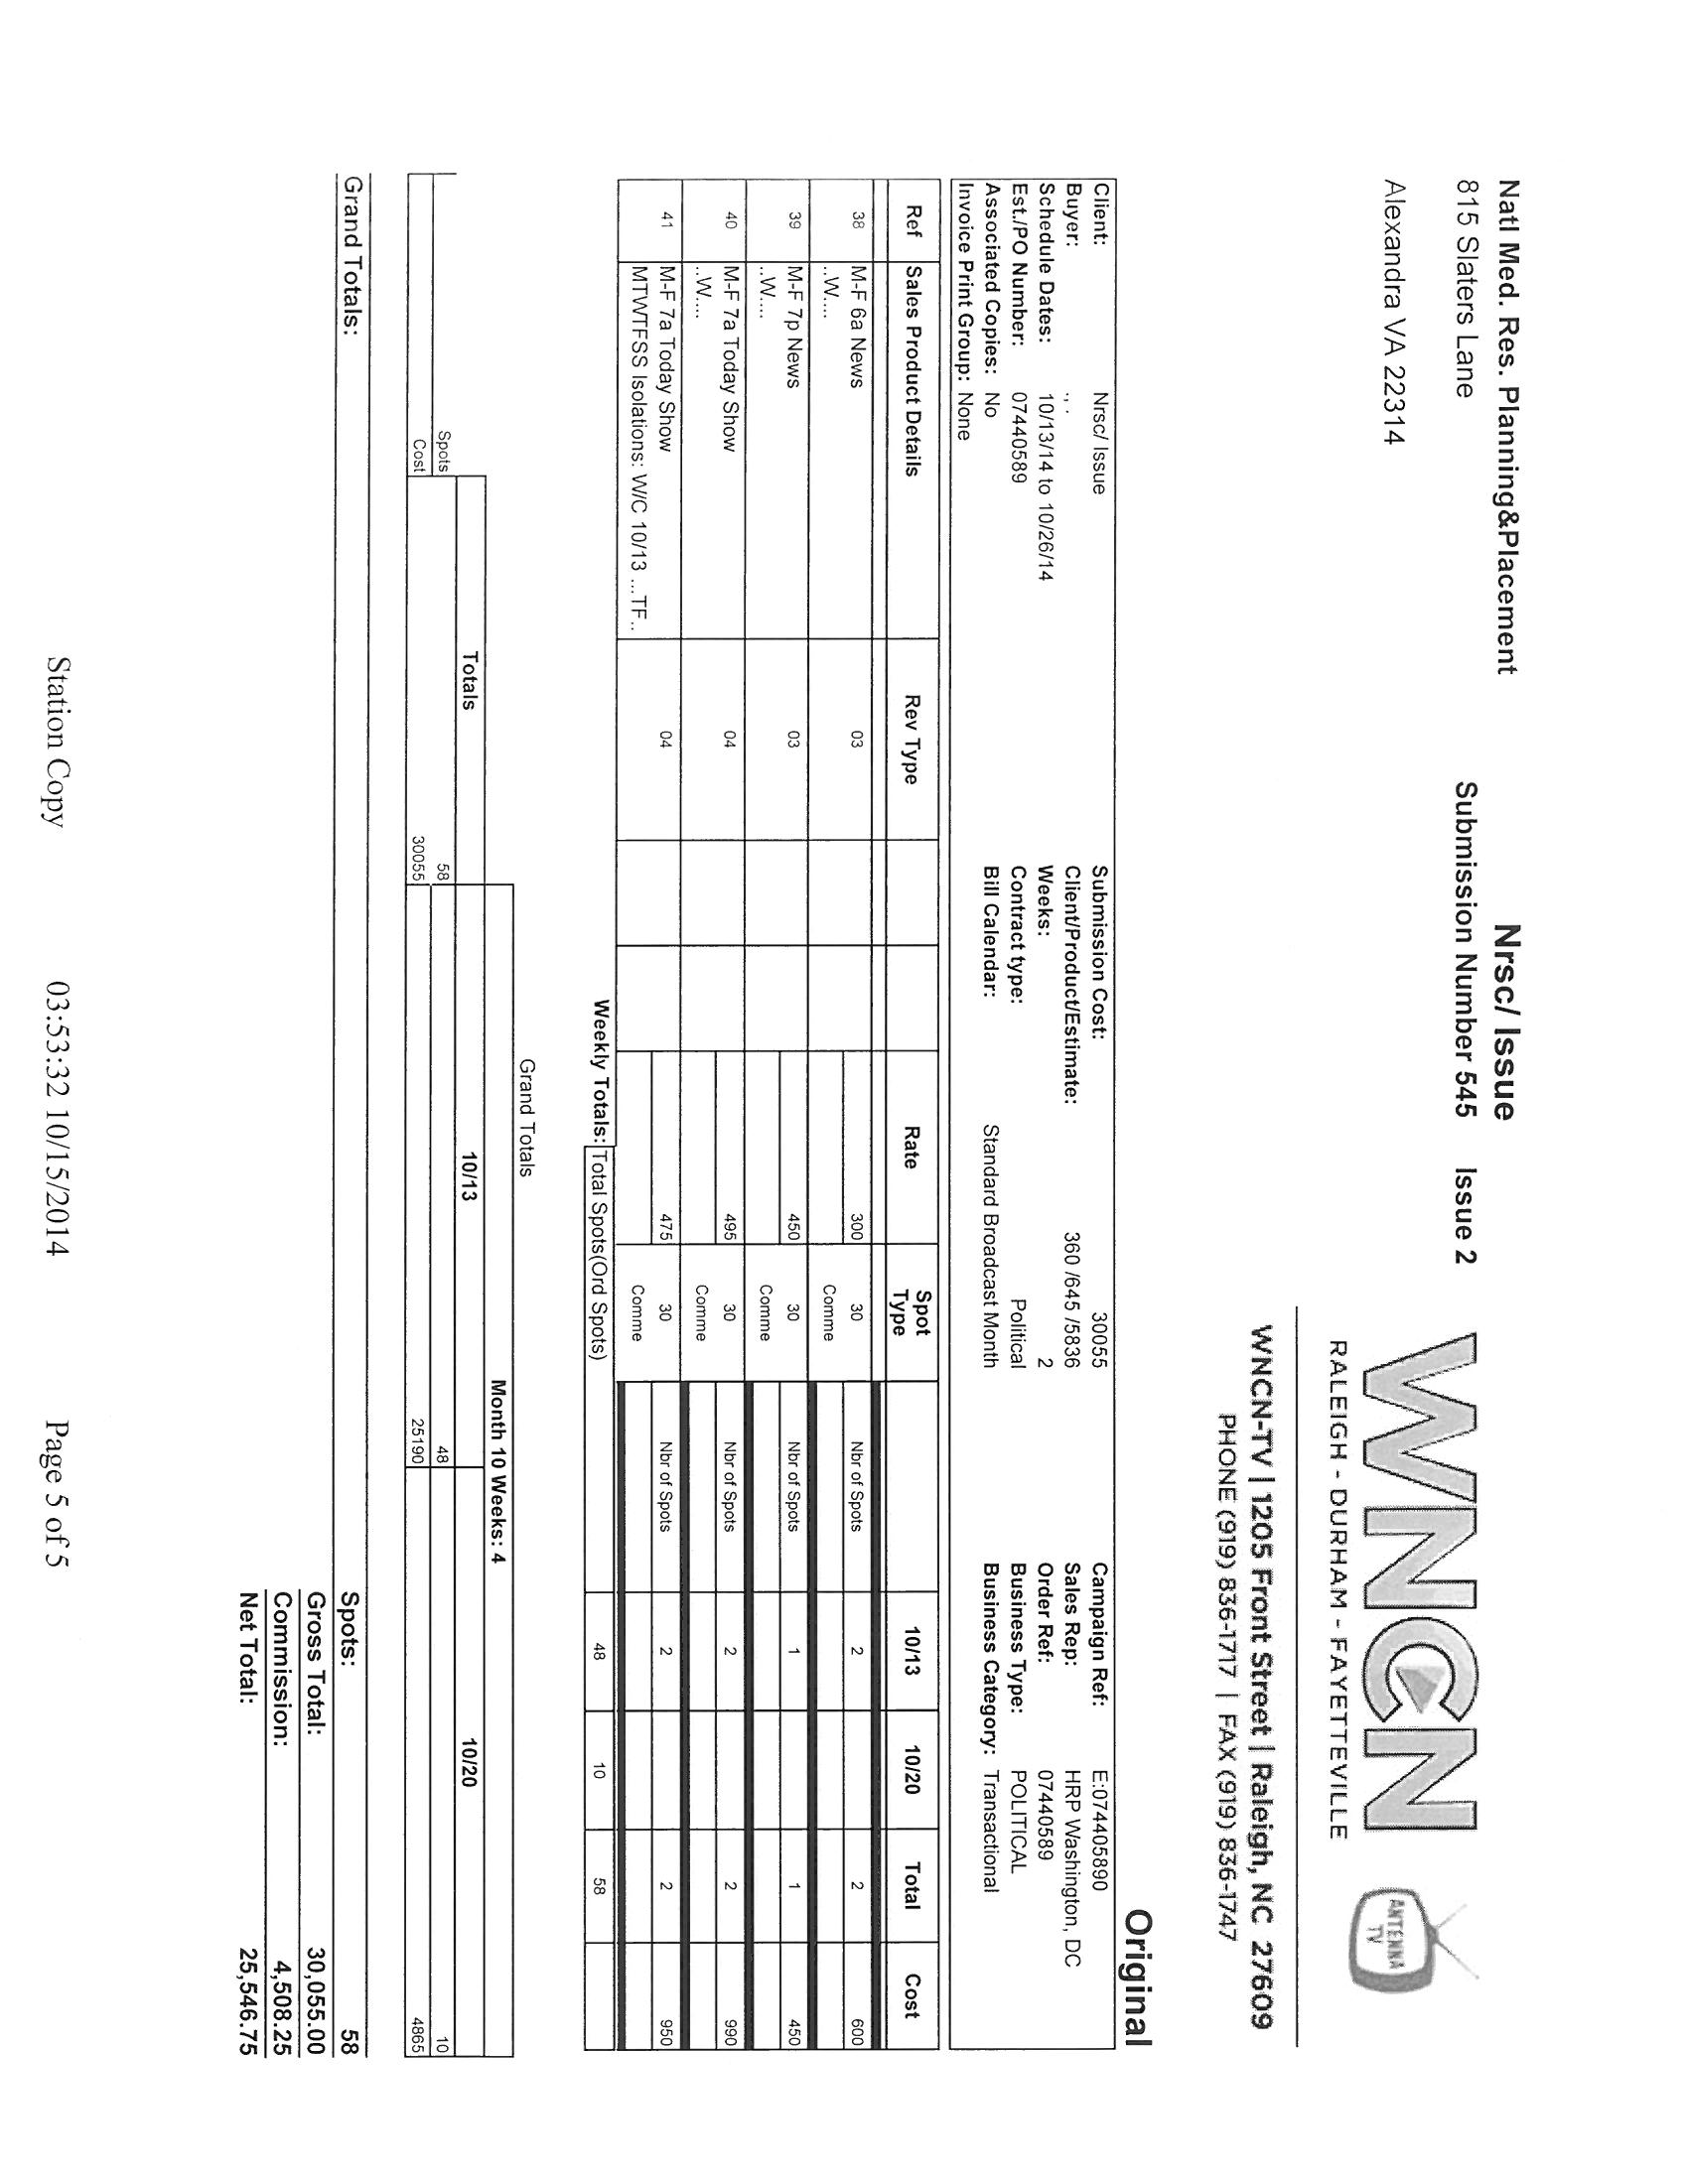 Natl Med. Res. Planning&Placement
815 Slaters Lane
Alexandra VA 22314
Nrsc/ Issue
Submission Number 545 Issue 2
WNCN
ANTENNA TV
RALEIGH - DURHAM - FAYETTEVILLE
WNCN-TV | 1205 Front Street | Raleigh, NC 27609
PHONE (919) 836-1717 | FAX (919) 836-1747
Original
Client: Nrsc/ Issue Submission Cost: 30055 Campaign Ref: E:07440589​0
Buyer: ., . Client/Product/Estimate: 360 /645 /5836 Sales Rep: HRP Washington, DC
Schedule Dates: 10/13/14 to 10/26/14 Weeks: 2 Order Ref: 07440589
Est./PO Number: 07440589 Contract type: Political Business Type: POLITICAL
Associated Copies: No Bill Calendar: Standard Broadcast Month Business Category: Transactional
Invoice Print Group: None
Ref Sales Product Details Rev Type Rate Spot Type 10/13 10/20 Total Cost
38 M-F 6a News 03 300 30 Nbr of Spots 2 2 600
..W.... Comme
39 M-F 7p News 03 450 30 Nbr of Spots 1 1 450
..W.... Comme
40 M-F 7a Today Show 04 495 30 Nbr of Spots 2 2 990
..W.... Comme
41 M-F 7a Today Show 04 475 30 Nbr of Spots 2 2 950
MTWTFSS Isolations: W/C 10/13 ...TF.. Comme
Weekly Totals: Total Spots(Ord Spots) 48 10 58
Grand Totals
Month 10 Weeks: 4
Totals 10/13 10/20
Spots 58 48 10
Cost 30055 25190 4865
Grand Totals: Spots: 58
Gross Total: 30,055.00
Commission: 4,508.25
Net Total: 25,546.75
Station Copy 03:53:32 10/15/2014 Page 5 of 5